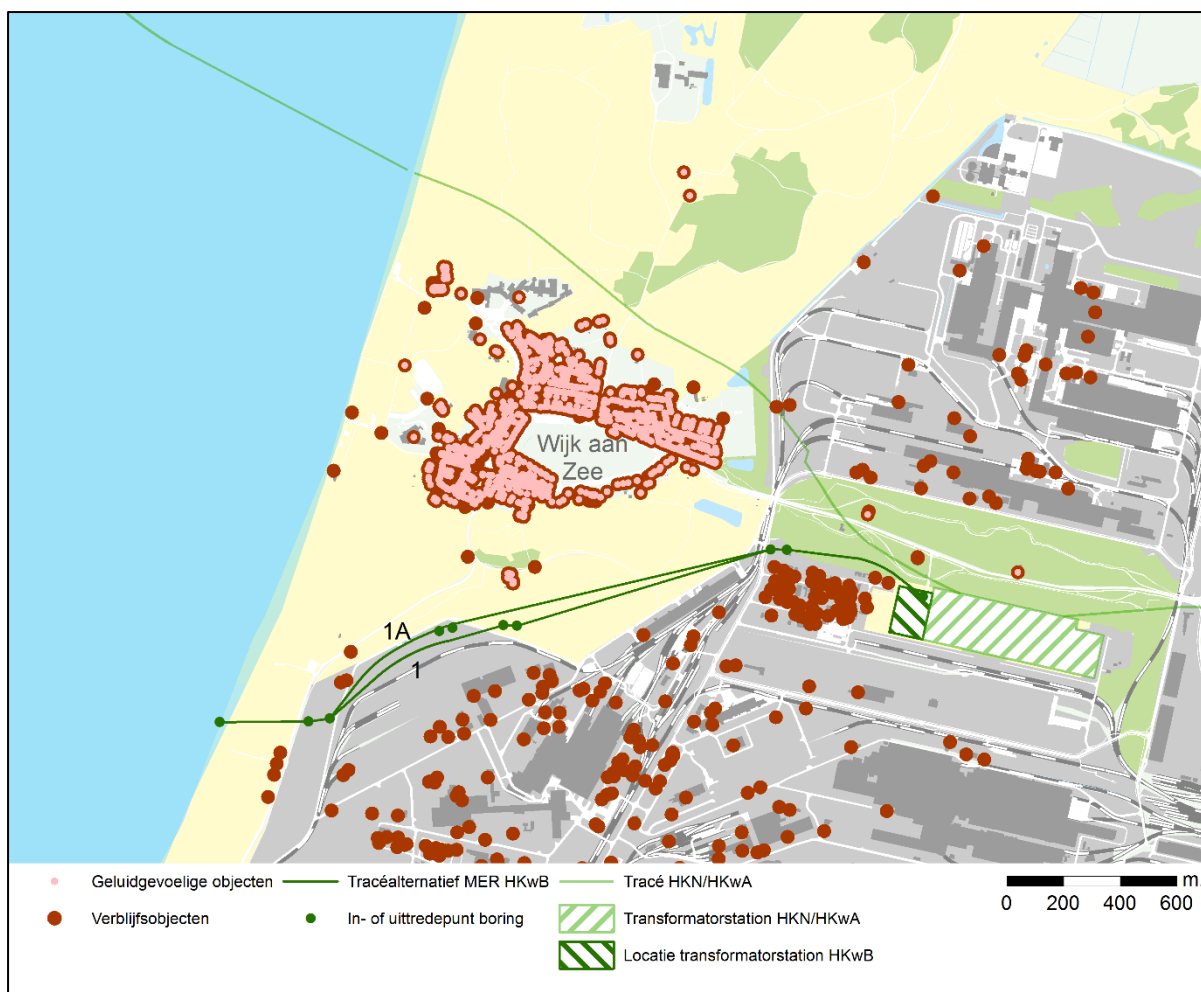 Wijk aan
Zee
1A
1
Geluidgevoelige objecten
Tracéalternatief MER HKwB
Tracé HKN/HKwA
Verblijfsobjecten
In- of uittredepunt boring
Transformatorstation HKN/HKwA
Locatie transformatorstation HKwB
m
0 200 400 600